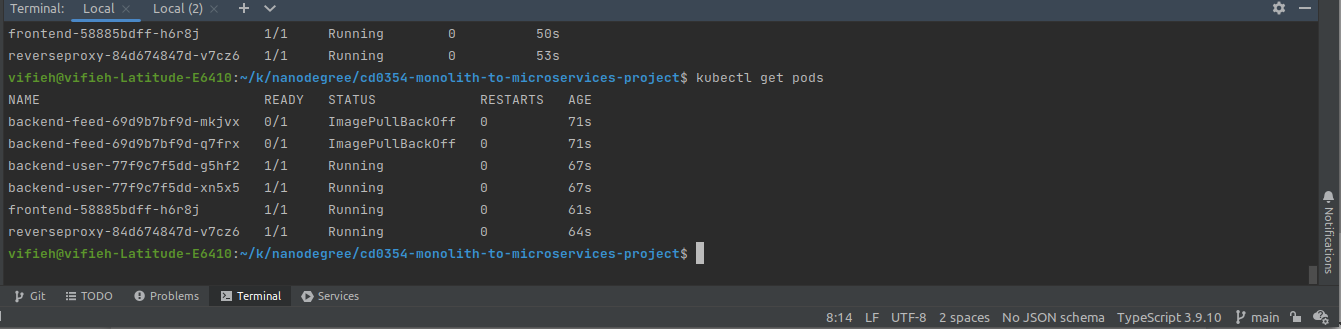 Terminal: Local × Local (2) × + 
frontend-58885bdff-h6r8j 1/1 Running 0 50s
reverseproxy-84d674847d-v7cz6 1/1 Running 0 53s
vifieh@vifieh-Latitude-E6410:~/k/nanodegree/cd0354-monolith-to-microservices-project$ kubectl get pods
NAME READY STATUS RESTARTS AGE
backend-feed-69d9b7bf9d-mkjvx 0/1 ImagePullBackOff 0 71s
backend-feed-69d9b7bf9d-q7frx 0/1 ImagePullBackOff 0 71s
backend-user-77f9c7f5dd-g5hf2 1/1 Running 0 67s
backend-user-77f9c7f5dd-xn5x5 1/1 Running 0 67s
frontend-58885bdff-h6r8j 1/1 Running 0 61s
reverseproxy-84d674847d-v7cz6 1/1 Running 0 64s
vifieh@vifieh-Latitude-E6410:~/k/nanodegree/cd0354-monolith-to-microservices-project$
Notifications
Git TODO Problems Terminal Services
8:14 LF UTF-8 2 spaces No JSON schema TypeScript 3.9.10 main